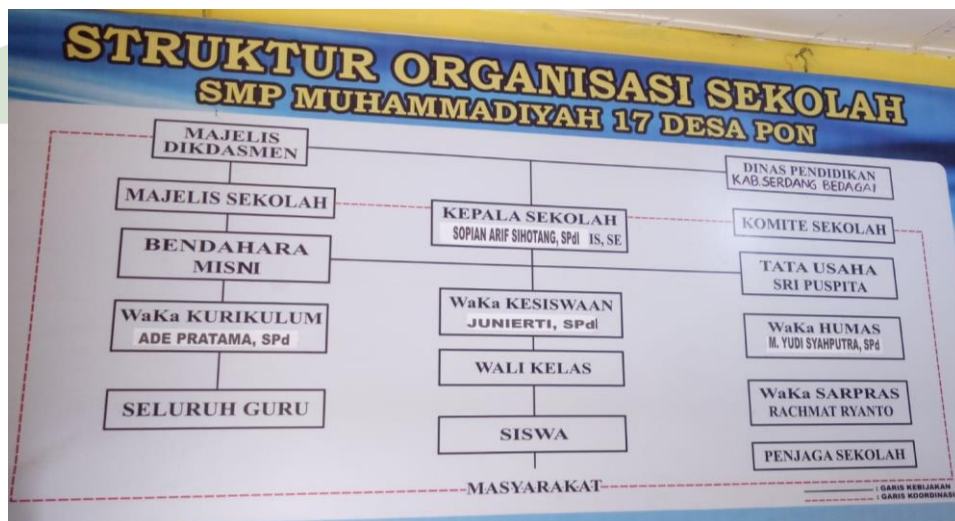 STRUKTUR ORGANISASI SEKOLAH
SMP MUHAMMADIYAH 17 DESA PON
MAJELIS
DIKDASMEN
DINAS PENDIDIKAN
KAB.SERDANG BEDAGAI
MAJELIS SEKOLAH
KEPALA SEKOLAH
SOPIAN ARIF SIHOTANG, SPdI IS, SE
KOMITE SEKOLAH
BENDAHARA
MISNI
TATA USAHA
SRI PUSPITA
WaKa KURIKULUM
ADE PRATAMA, SPd
WaKa KESISWAAN
JUNIERTI, SPdI
WaKa HUMAS
M. YUDI SYAHPUTRA, SPd
WALI KELAS
WaKa SARPRAS
RACHMAT RYANTO
SELURUH GURU
SISWA
PENJAGA SEKOLAH
MASYARAKAT
: GARIS KEBIJAKAN
: GARIS KOORDINASI